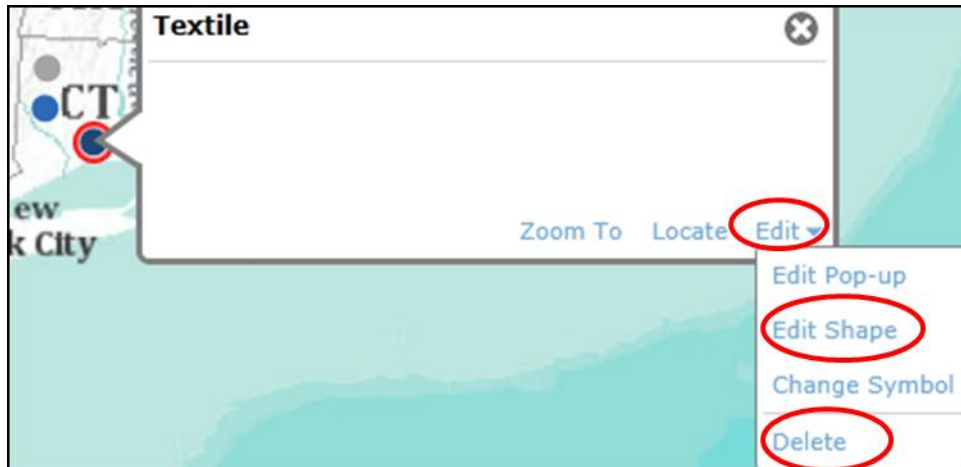 Textile
CT
ew
k City
Zoom To Locate Edit
Edit Pop-up
Edit Shape
Change Symbol
Delete